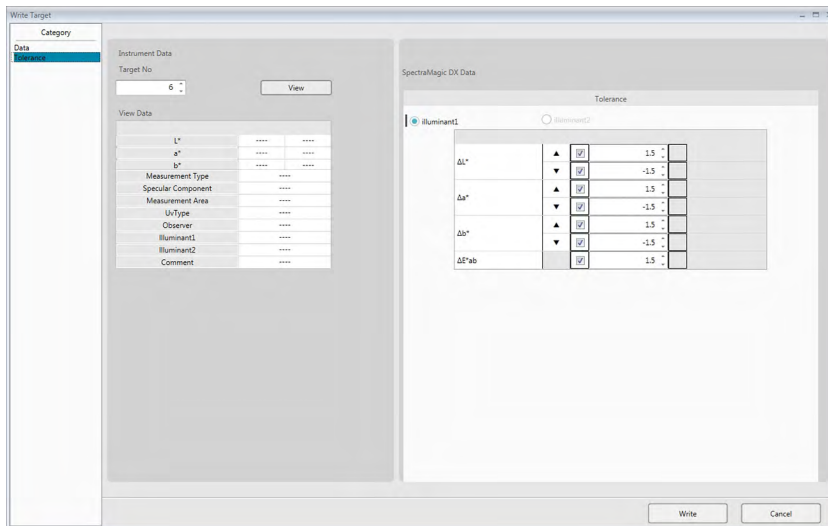 Write Target
Category
Data
Tolerance
Instrument Data
Target No
6
View
View Data
L* ---- ----
a* ---- ----
b* ---- ----
Measurement Type ----
Specular Component ----
Measurement Area ----
UvType ----
Observer ----
Illuminant1 ----
Illuminant2 ----
Comment ----
SpectraMagic DX Data
Tolerance
illuminant1 illuminant2
ΔL* ▲ 1.5
▼ -1.5
Δa* ▲ 1.5
▼ -1.5
Δb* ▲ 1.5
▼ -1.5
ΔE*ab 1.5
Write Cancel